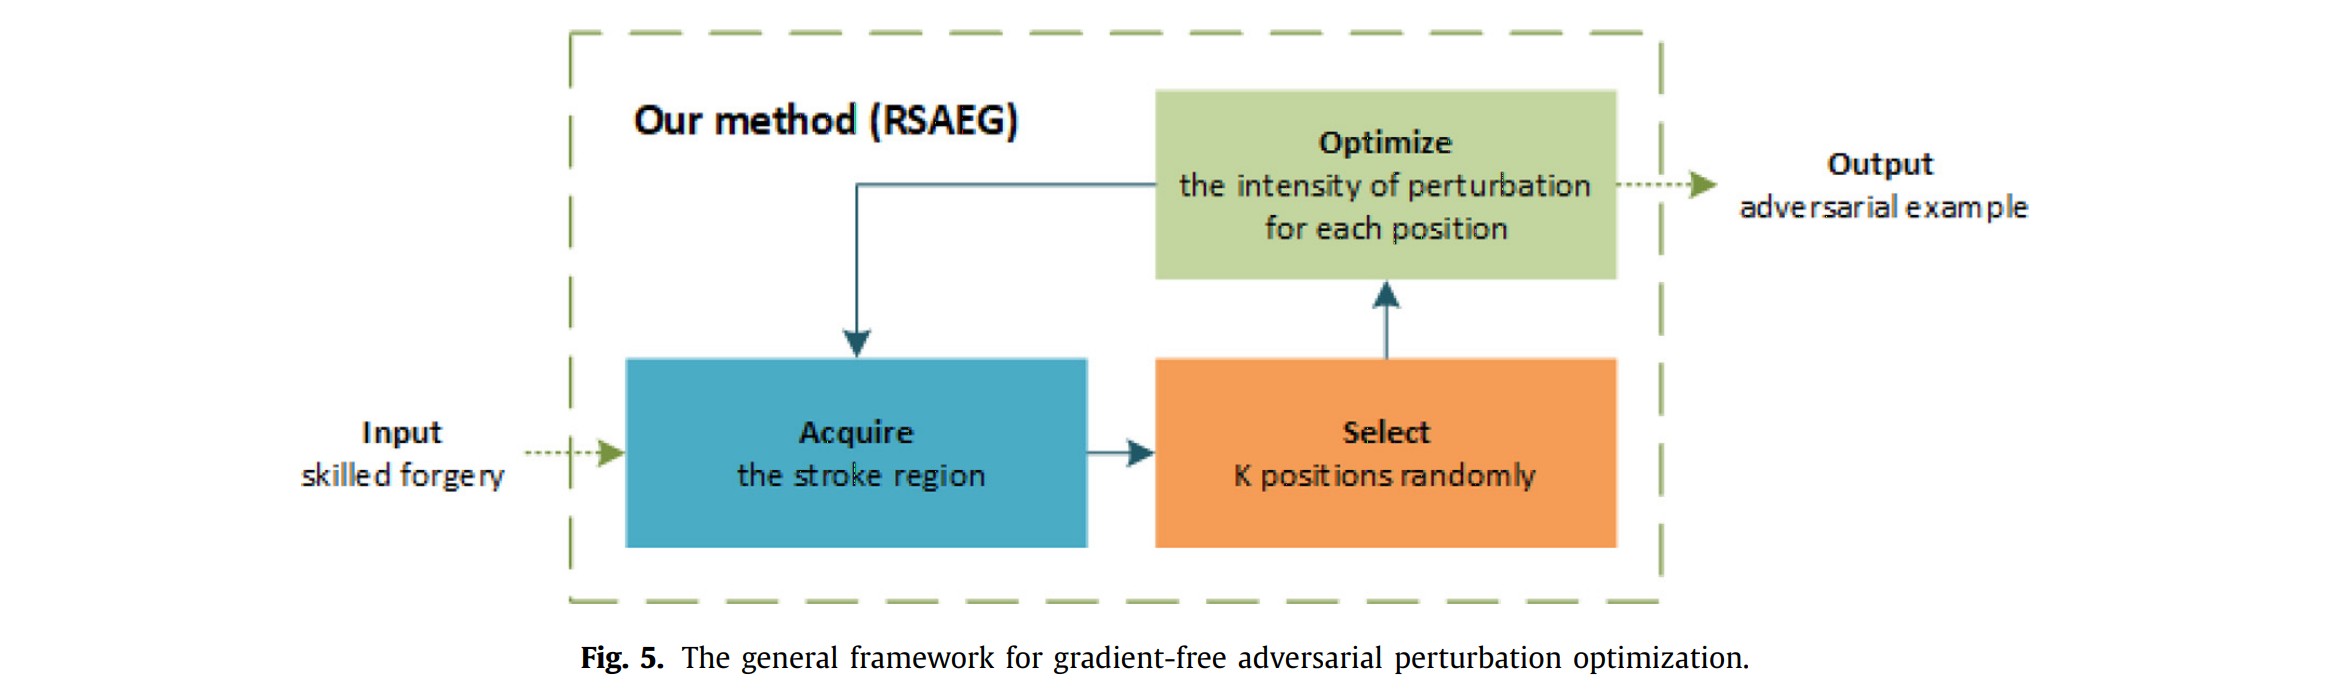 Our method (RSAEG)
Optimize
the intensity of perturbation
for each position
Output
adversarial example
Input
skilled forgery
Acquire
the stroke region
Select
K positions randomly
Fig. 5. The general framework for gradient-free adversarial perturbation optimization.